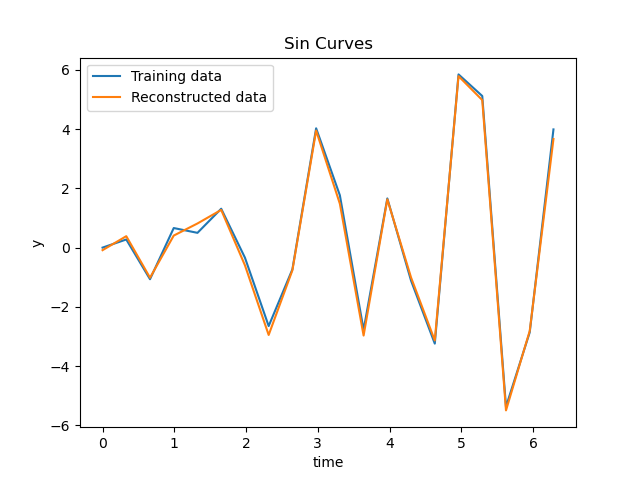 Sin Curves
Training data
Reconstructed data
6
4
2
0
−2
−4
−6
y
0 1 2 3 4 5 6
time